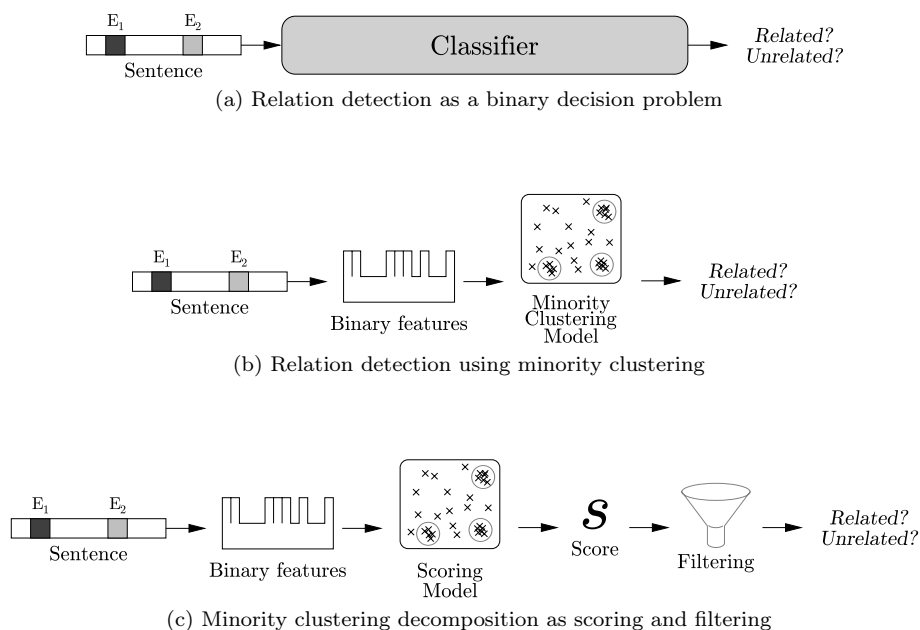 E1 E2
Classifier
Sentence
Related?
Unrelated?
(a) Relation detection as a binary decision problem
E1 E2
Sentence
Binary features
Minority
Clustering
Model
Related?
Unrelated?
(b) Relation detection using minority clustering
E1 E2
Sentence
Binary features
Scoring
Model
s
Score
Filtering
Related?
Unrelated?
(c) Minority clustering decomposition as scoring and filtering